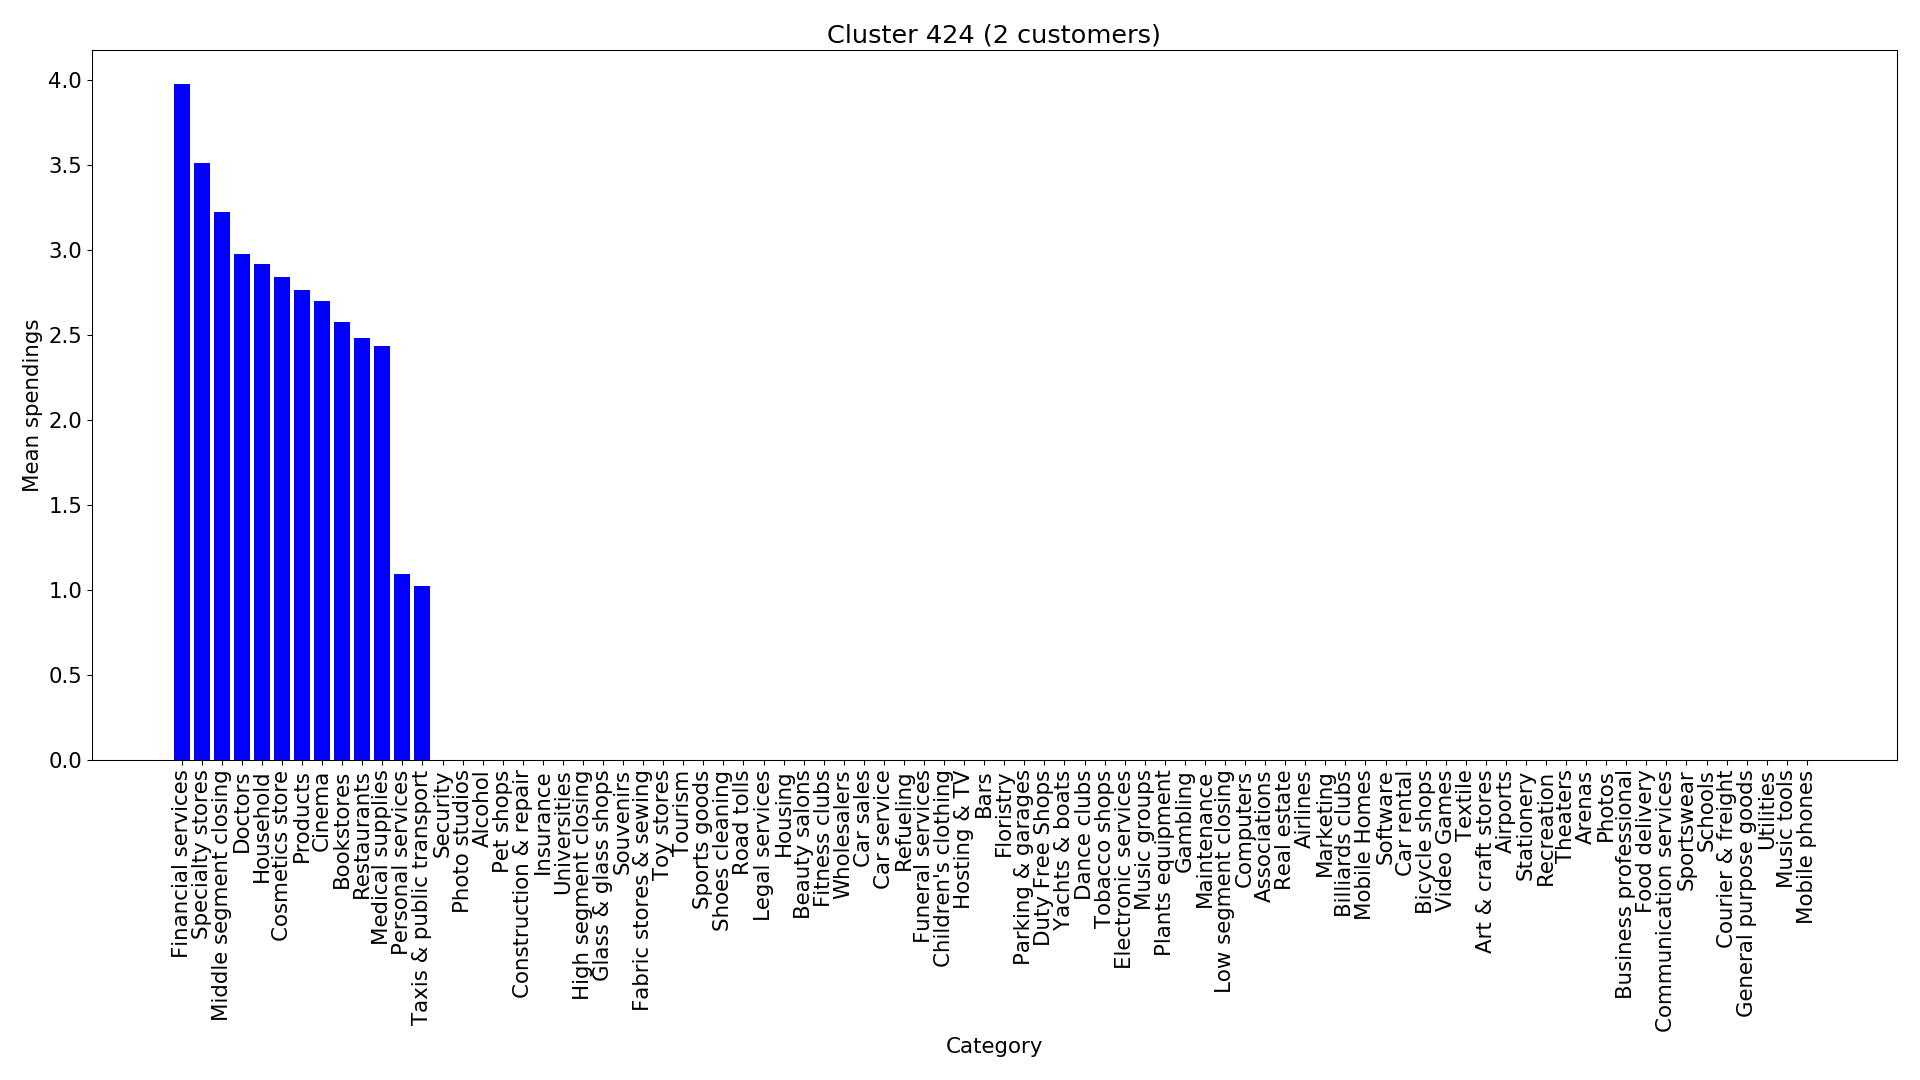 Cluster 424 (2 customers)
Mean spendings
4.0
3.5
3.0
2.5
2.0
1.5
1.0
0.5
0.0
Financial services
Specialty stores
Middle segment closing
Doctors
Household
Cosmetics store
Products
Cinema
Bookstores
Restaurants
Medical supplies
Personal services
Taxis & public transport
Security
Photo studios
Alcohol
Pet shops
Construction & repair
Insurance
Universities
High segment closing
Glass & glass shops
Souvenirs
Fabric stores & sewing
Toy stores
Tourism
Sports goods
Shoes cleaning
Road tolls
Legal services
Housing
Beauty salons
Fitness clubs
Wholesalers
Car sales
Car service
Refuelling
Funeral services
Children's clothing
Hosting & TV
Bars
Floristry
Parking & garages
Duty Free Shops
Yachts & boats
Dance clubs
Tobacco shops
Electronic services
Music groups
Plants equipment
Gambling
Maintenance
Low segment closing
Computers
Associations
Real estate
Airlines
Marketing
Billiards clubs
Mobile Homes
Software
Car rental
Bicycle shops
Video Games
Textile
Art & craft stores
Airports
Stationery
Recreation
Theaters
Arenas
Photos
Business professional
Food delivery
Communication services
Sportswear
Schools
Courier & freight
General purpose goods
Utilities
Music tools
Mobile phones
Category